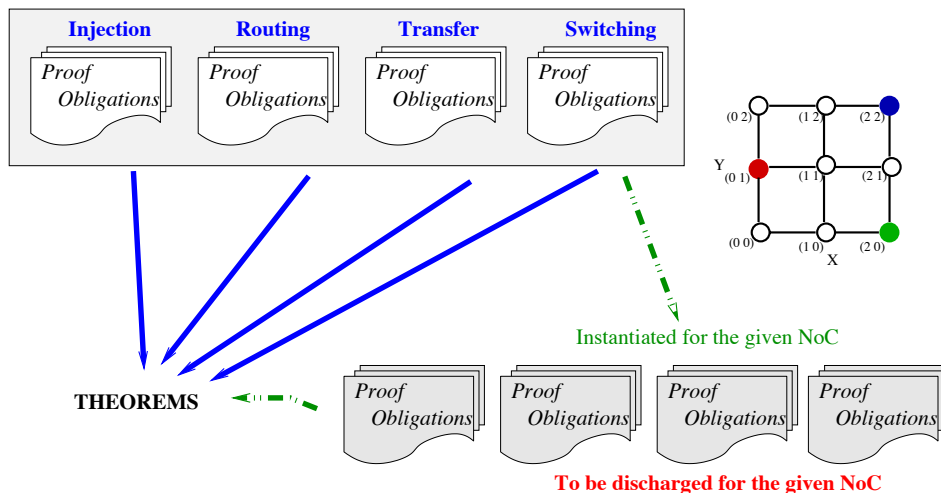 Injection Routing Transfer Switching
Proof Proof Proof Proof
Obligations Obligations Obligations Obligations
(0 2) (1 2) (2 2)
Y
(0 1) (1 1) (2 1)
(0 0) (1 0) (2 0)
X
Instantiated for the given NoC
Proof Proof Proof Proof
Obligations Obligations Obligations Obligations
THEOREMS
To be discharged for the given NoC